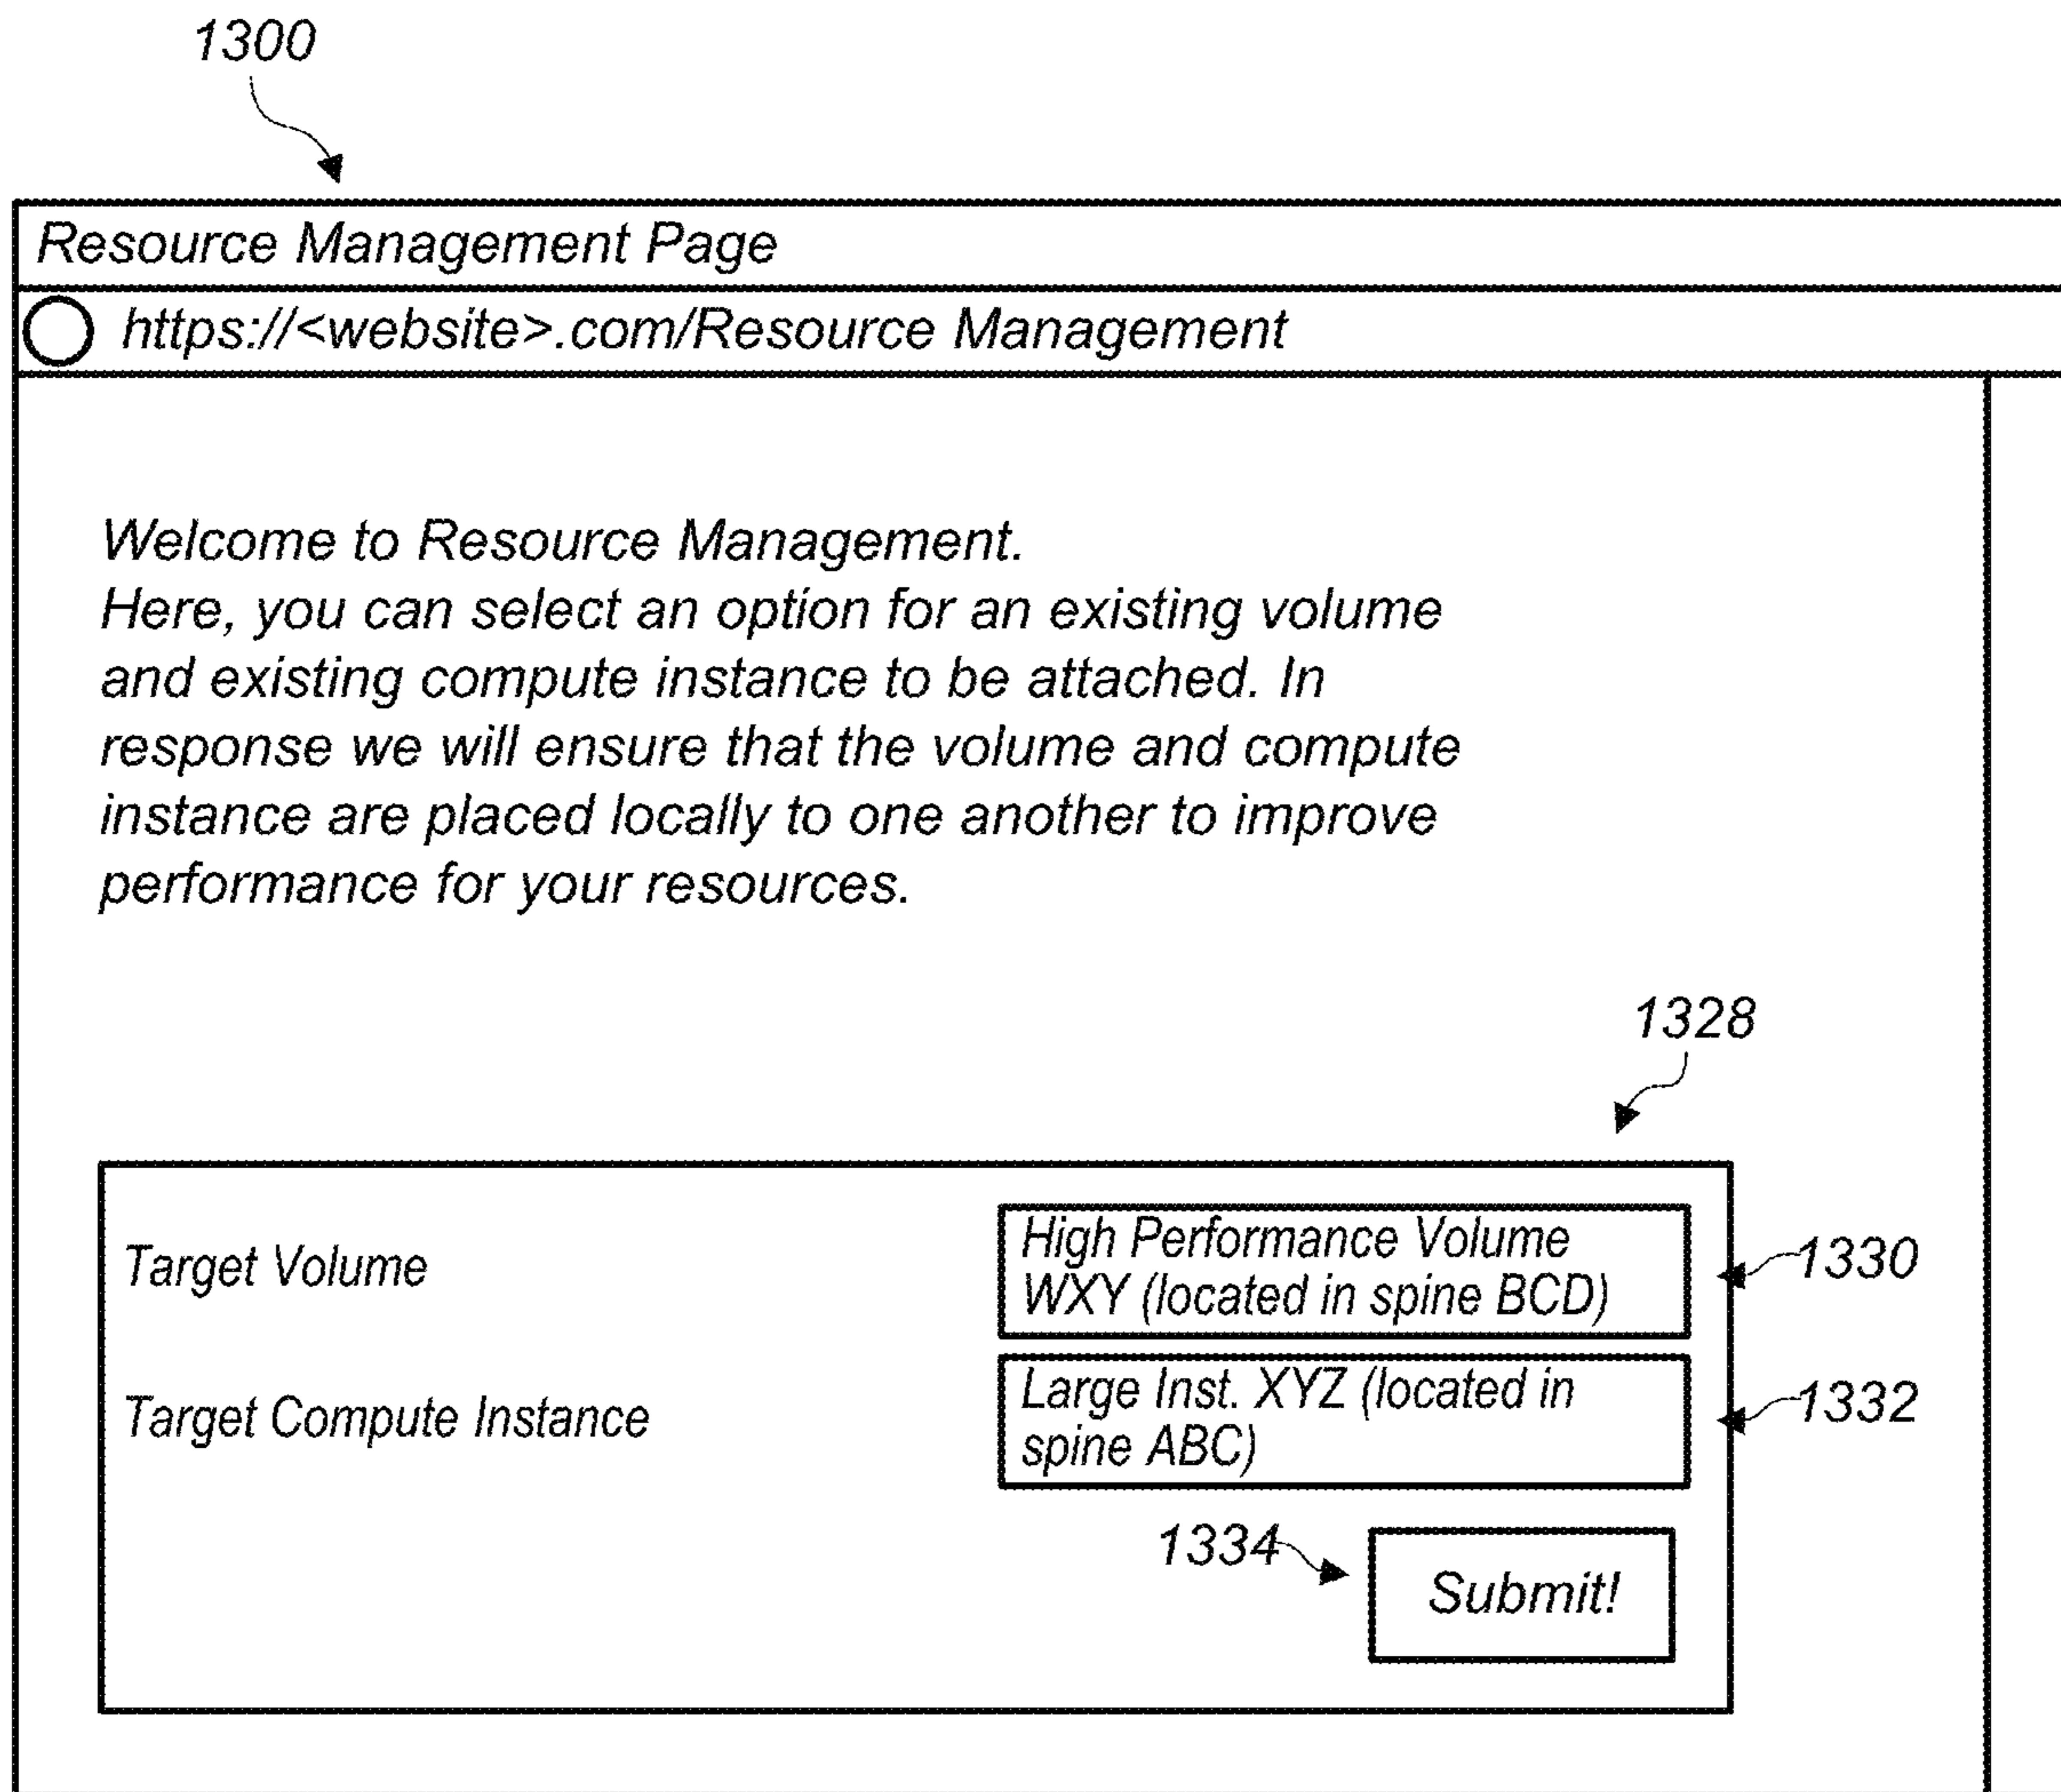 1300
Resource Management Page
https://<website>.com/Resource Management
Welcome to Resource Management.
Here, you can select an option for an existing volume
and existing compute instance to be attached. In
response we will ensure that the volume and compute
instance are placed locally to one another to improve
performance for your resources.
1328
Target Volume
High Performance Volume
WXY (located in spine BCD)
1330
Target Compute Instance
Large Inst. XYZ (located in
spine ABC)
1332
1334
Submit!